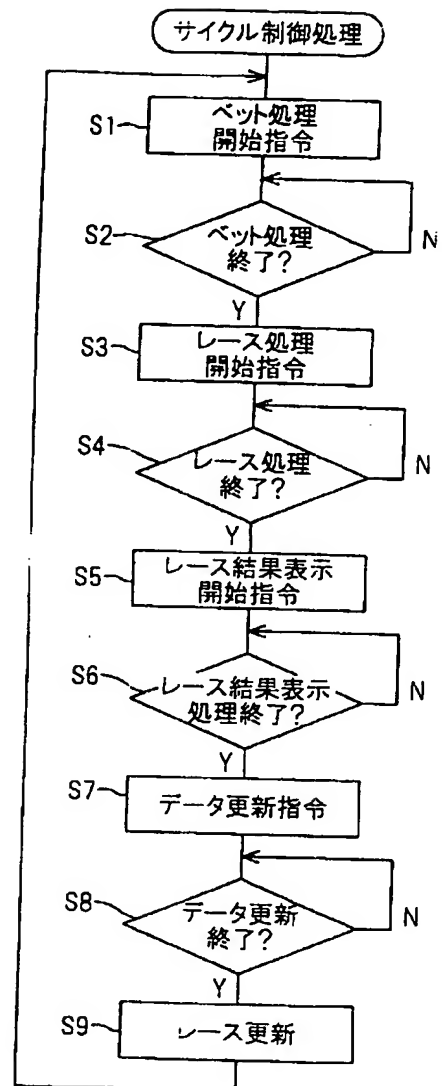 サイクル制御処理
S1
ベット処理
開始指令
S2
ベット処理
終了?
N
Y
S3
レース処理
開始指令
S4
レース処理
終了?
N
Y
S5
レース結果表示
開始指令
S6
レース結果表示
処理終了?
N
Y
S7
データ更新指令
S8
データ更新
終了?
N
Y
S9
レース更新